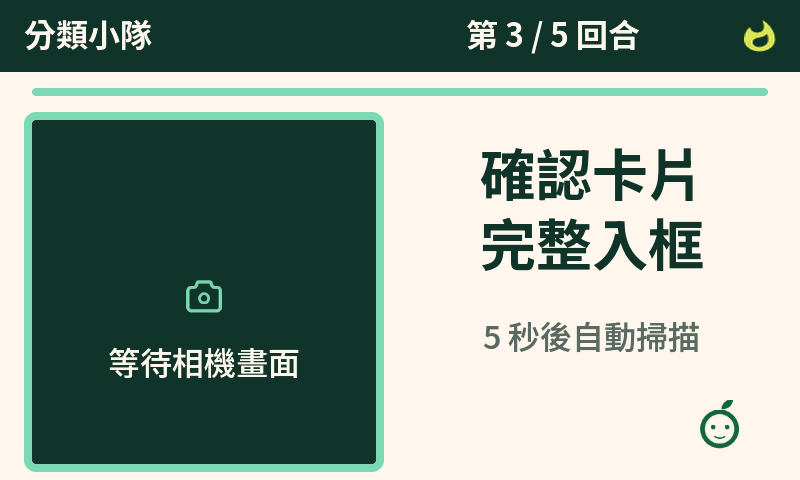 分類小隊
第 3 / 5 回合
等待相機畫面
確認卡片
完整入框
5 秒後自動掃描